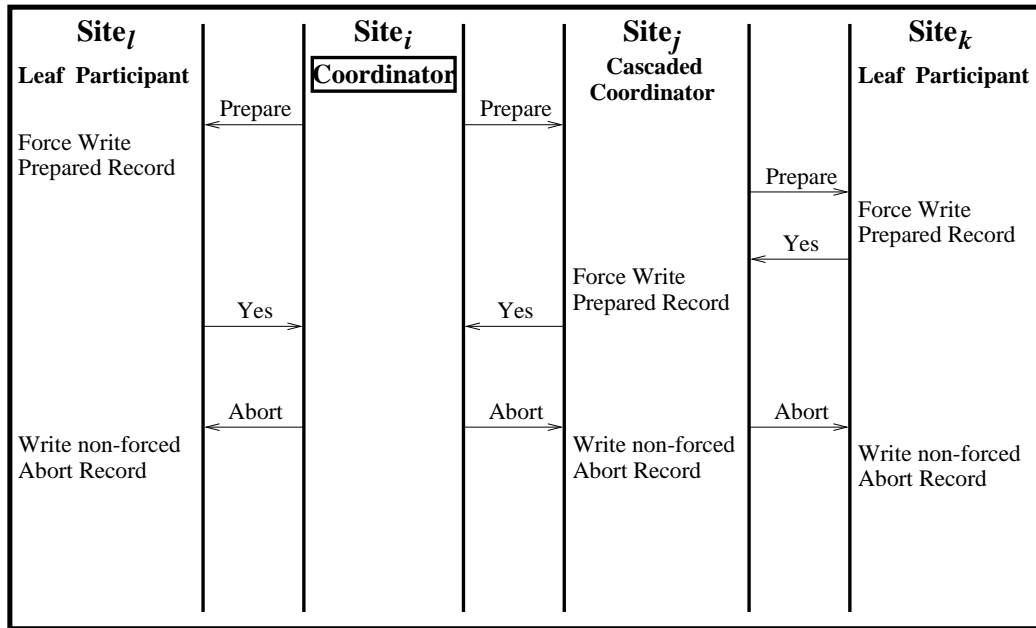 Site_l
Site_i
Site_j
Site_k
Leaf Participant
Coordinator
Cascaded
Coordinator
Leaf Participant
Prepare
Prepare
Force Write
Prepared Record
Prepare
Force Write
Prepared Record
Yes
Force Write
Prepared Record
Yes
Yes
Abort
Abort
Abort
Write non-forced
Abort Record
Write non-forced
Abort Record
Write non-forced
Abort Record